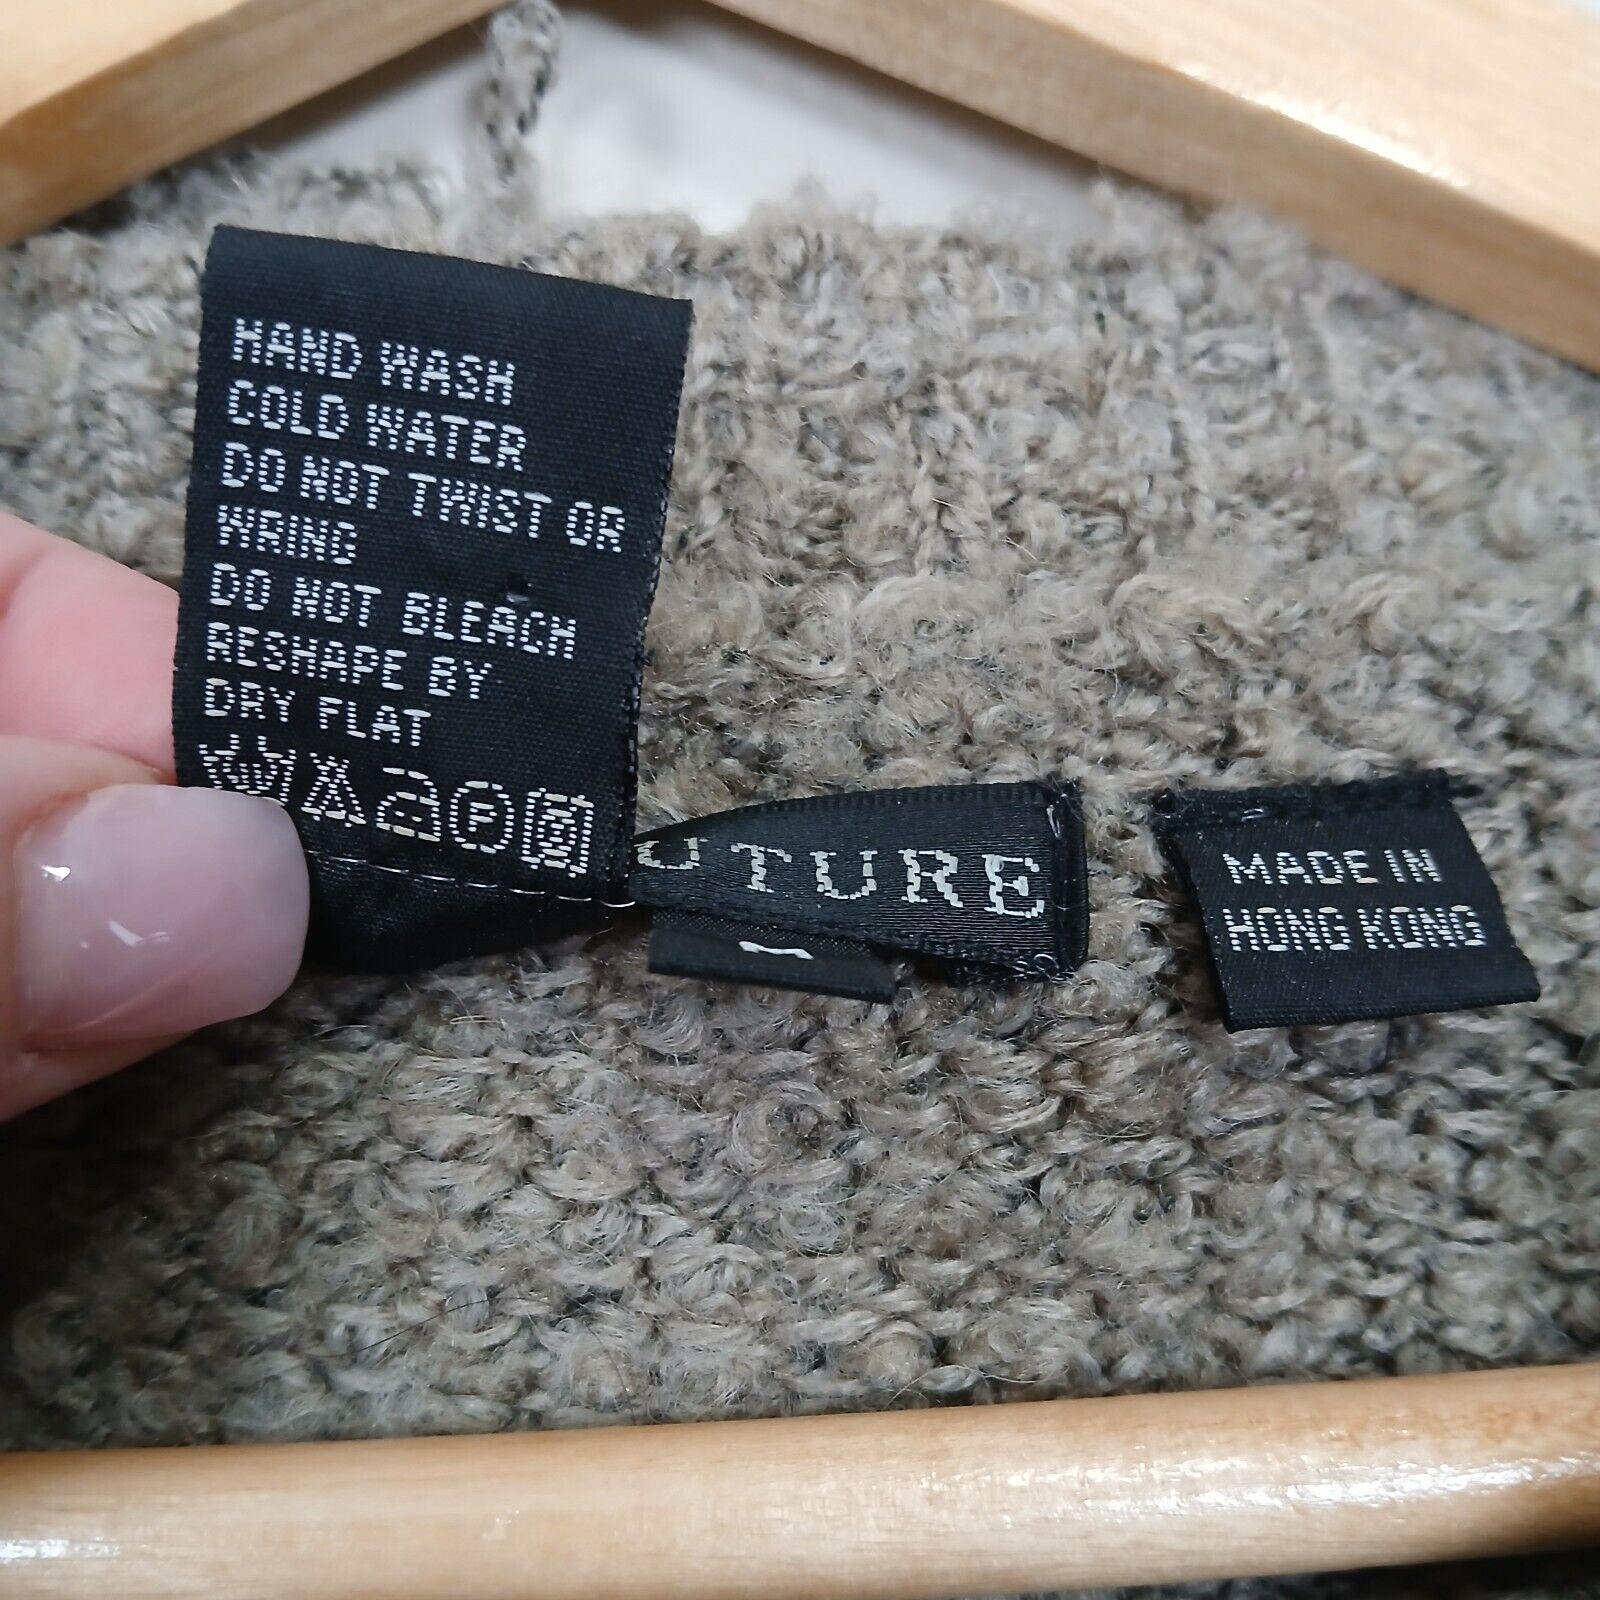 HAND WASH
COLD WATER
DO NOT TWIST OR
WRING
DO NOT BLEACH
RESHAPE BY
DRY FLAT
P
UTURE
MADE IN
HONG KONG